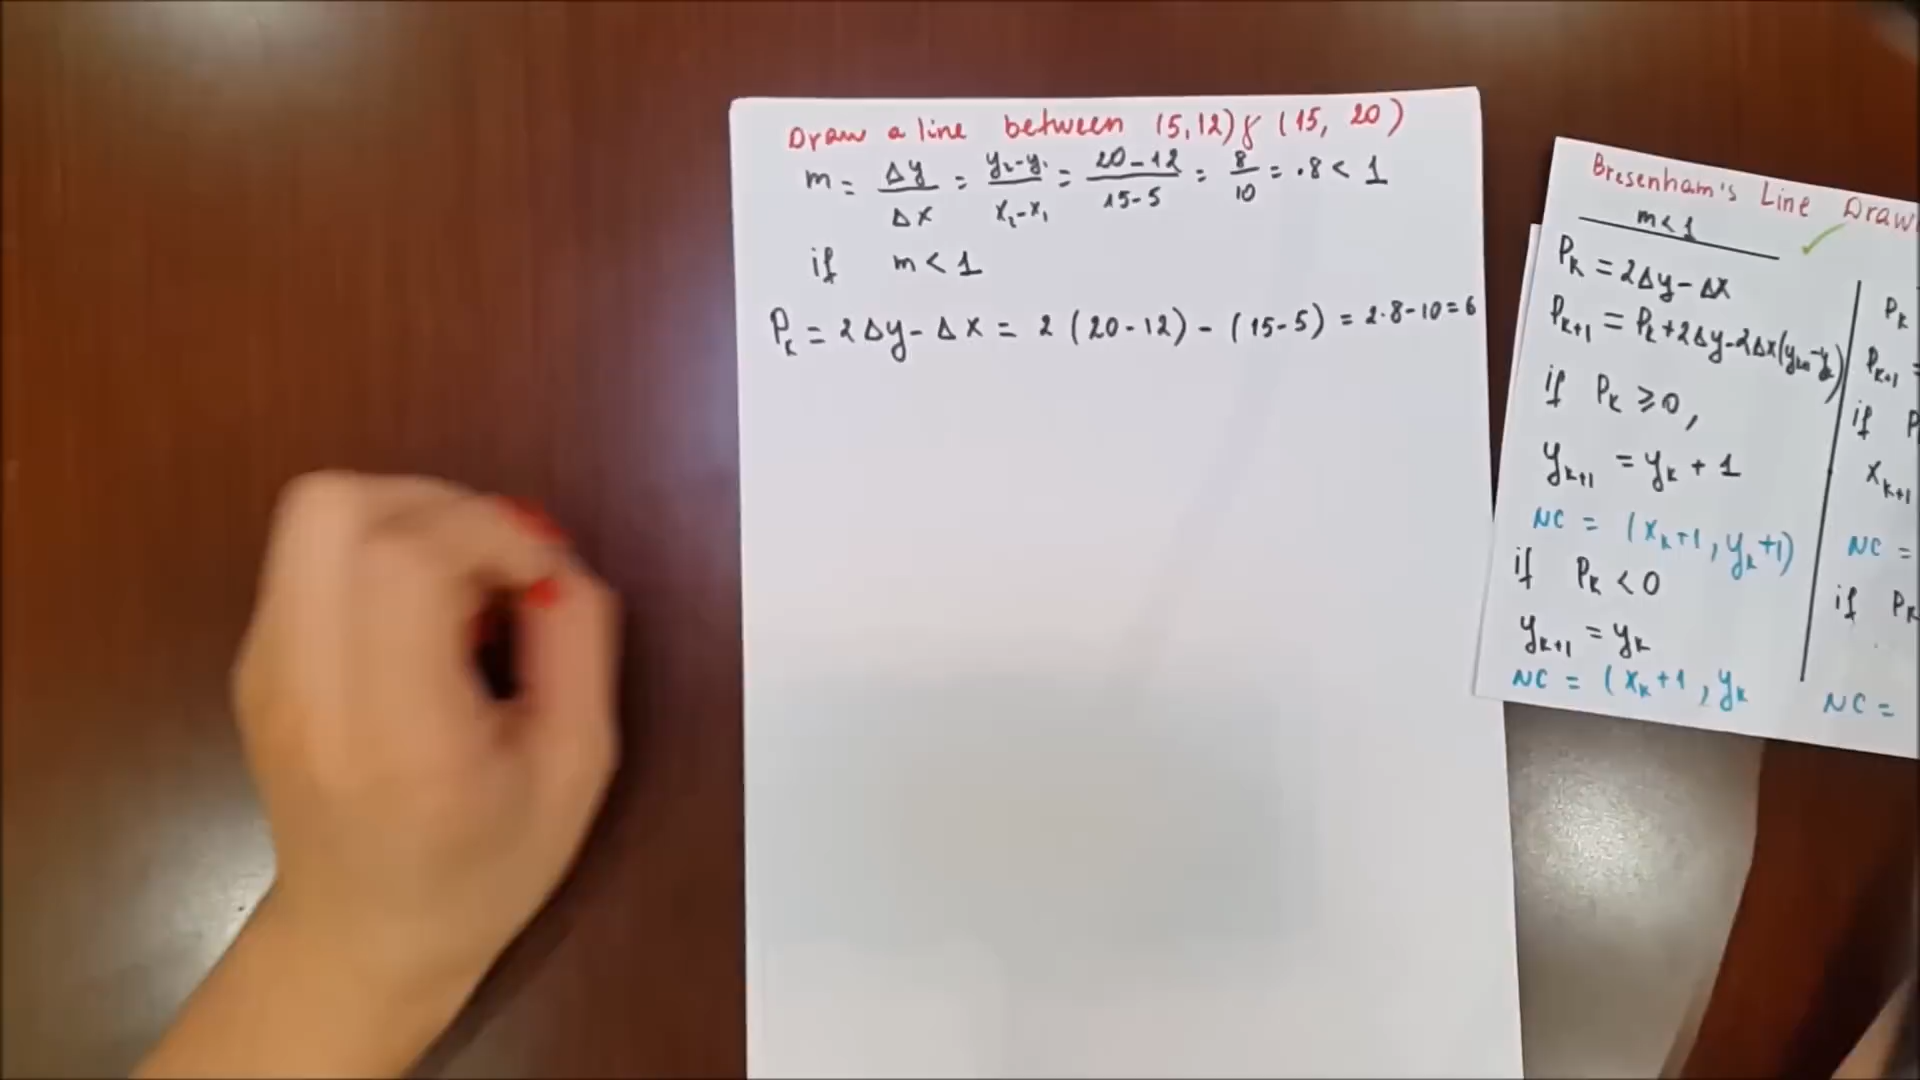 Draw a line between (5,12) & (15, 20)
m = Δy/Δx = y₂-y₁/x₂-x₁ = 20-12/15-5 = 8/10 = .8 < 1
if m < 1
Pₖ = 2Δy - Δx = 2 (20-12) - (15-5) = 2·8-10=6
Bresenham's Line Draw
m<1
Pₖ = 2Δy - Δx
Pₖ₊₁ = Pₖ+2Δy-2Δx(yₖ₊₁-yₖ)
if Pₖ ≥ 0,
yₖ₊₁ = yₖ + 1
NC = (xₖ+1, yₖ+1)
if Pₖ < 0
yₖ₊₁ = yₖ
NC = (xₖ+1, yₖ
Pₖ
Pₖ₊₁ =
if P
xₖ₊₁
NC =
if Pₖ
NC =